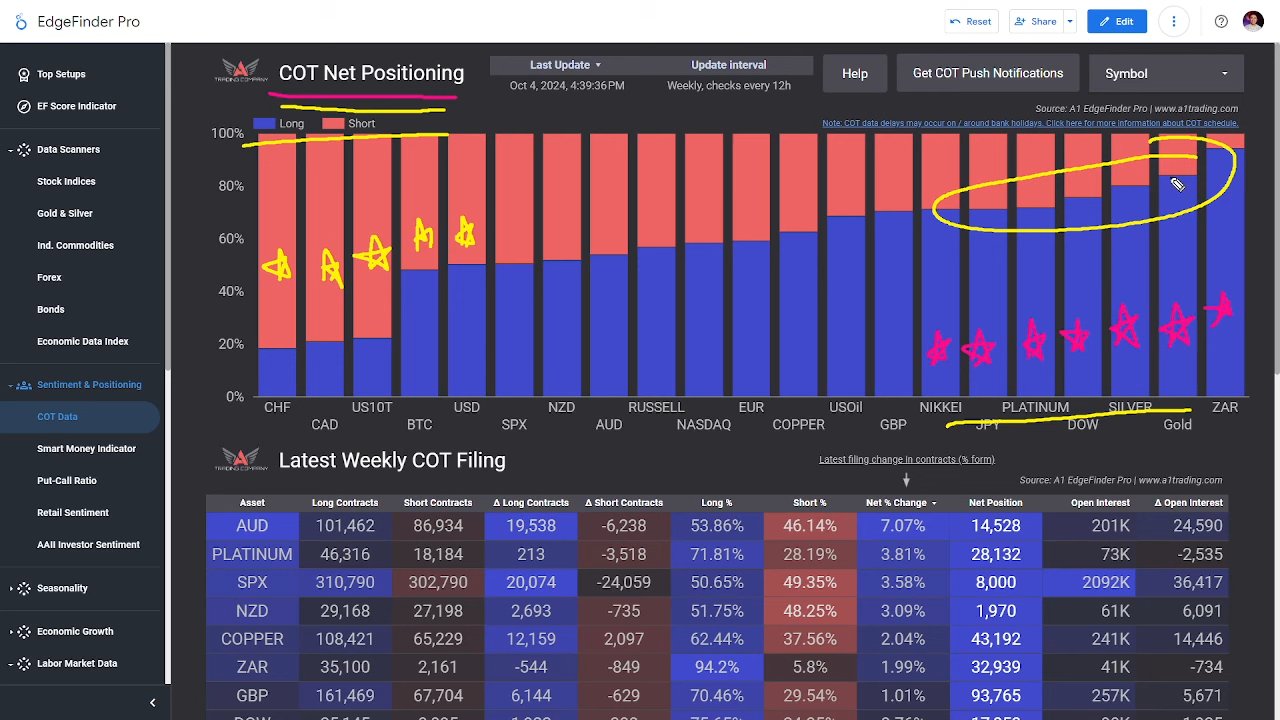 EdgeFinder Pro
Reset
Share
Edit
Top Setups
EF Score Indicator
Data Scanners
Stock Indices
Gold & Silver
Ind. Commodities
Forex
Bonds
Economic Data Index
Sentiment & Positioning
COT Data
Smart Money Indicator
Put-Call Ratio
Retail Sentiment
AAII Investor Sentiment
Seasonality
Economic Growth
Labor Market Data
TRADING COMPANY
COT Net Positioning
Last Update Update interval
Oct 4, 2024, 4:39:36 PM Weekly, checks every 12h
Help
Get COT Push Notifications
Symbol
Source: A1 EdgeFinder Pro | www.a1trading.com
Long Short
Note: COT data delays may occur on / around bank holidays. Click here for more information about COT schedule.
100%
80%
60%
40%
20%
0%
CHF US10T USD NZD RUSSELL EUR USOil NIKKEI PLATINUM SILVER ZAR
CAD BTC SPX AUD NASDAQ COPPER GBP JPY DOW Gold
TRADING COMPANY
Latest Weekly COT Filing
Latest filing change in contracts (% form)
Source: A1 EdgeFinder Pro | www.a1trading.com
Asset Long Contracts Short Contracts Δ Long Contracts Δ Short Contracts Long % Short % Net % Change Net Position Open Interest Δ Open Interest
AUD 101,462 86,934 19,538 -6,238 53.86% 46.14% 7.07% 14,528 201K 24,590
PLATINUM 46,316 18,184 213 -3,518 71.81% 28.19% 3.81% 28,132 73K -2,535
SPX 310,790 302,790 20,074 -24,059 50.65% 49.35% 3.58% 8,000 2092K 36,417
NZD 29,168 27,198 2,693 -735 51.75% 48.25% 3.09% 1,970 61K 6,091
COPPER 108,421 65,229 12,159 2,097 62.44% 37.56% 2.04% 43,192 241K 14,446
ZAR 35,100 2,161 -544 -849 94.2% 5.8% 1.99% 32,939 41K -734
GBP 161,469 67,704 6,144 -629 70.46% 29.54% 1.01% 93,765 257K 5,671